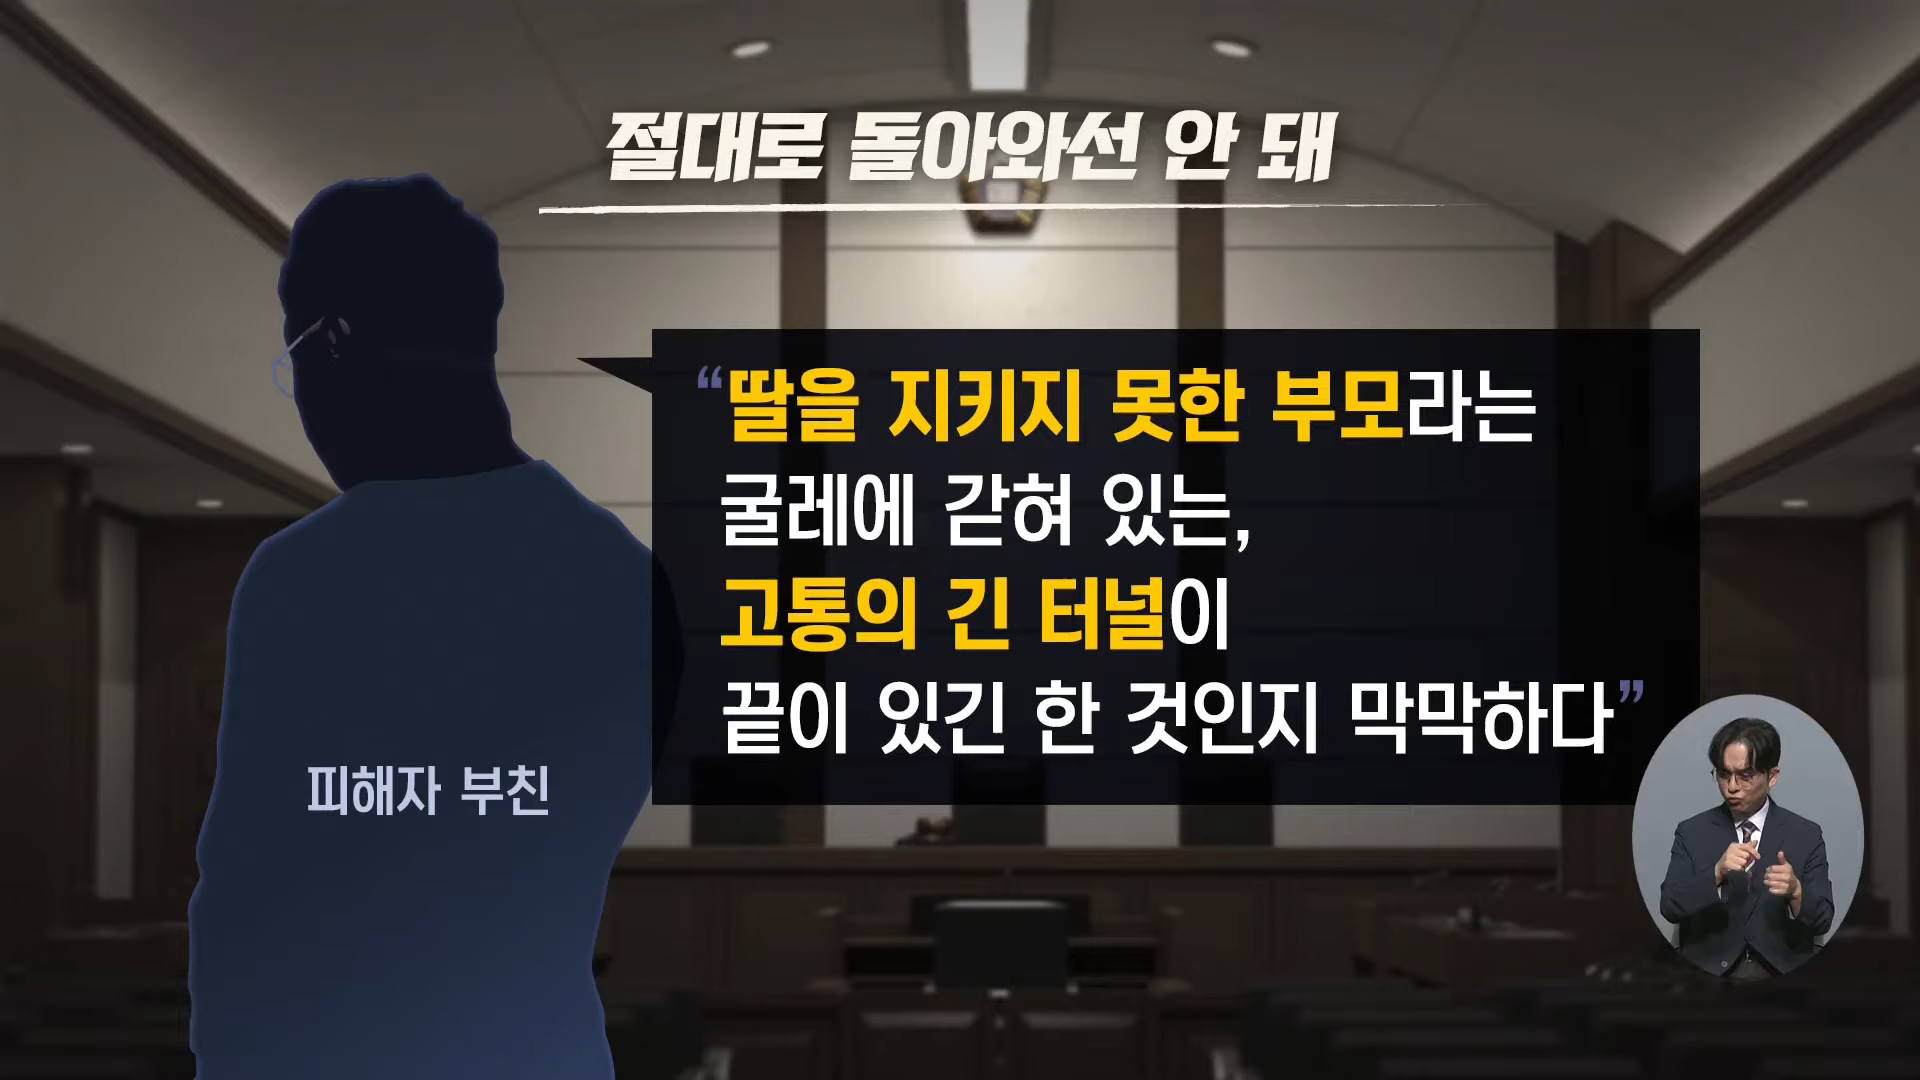 절대로 돌아와선 안 돼
“딸을 지키지 못한 부모라는
굴레에 갇혀 있는,
고통의 긴 터널이
끝이 있긴 한 것인지 막막하다”
피해자 부친